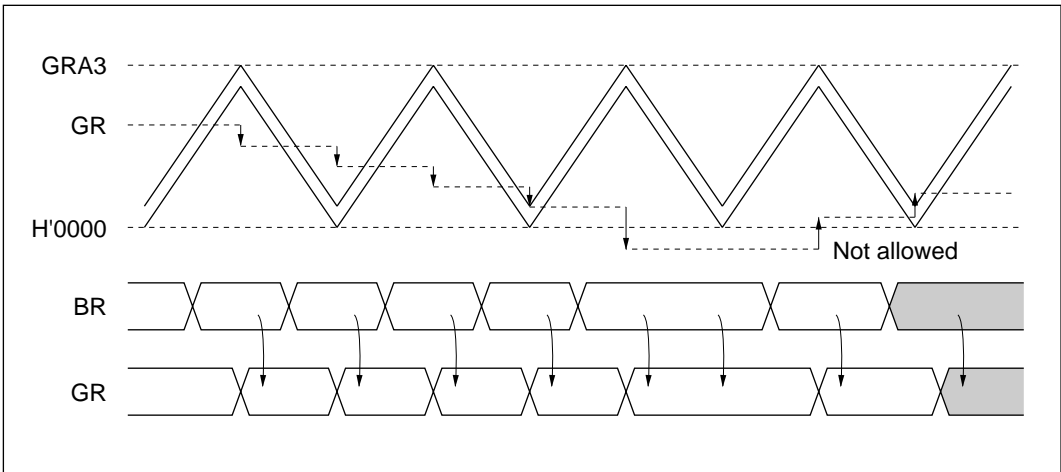 GRA3
GR
H'0000
Not allowed
BR
GR